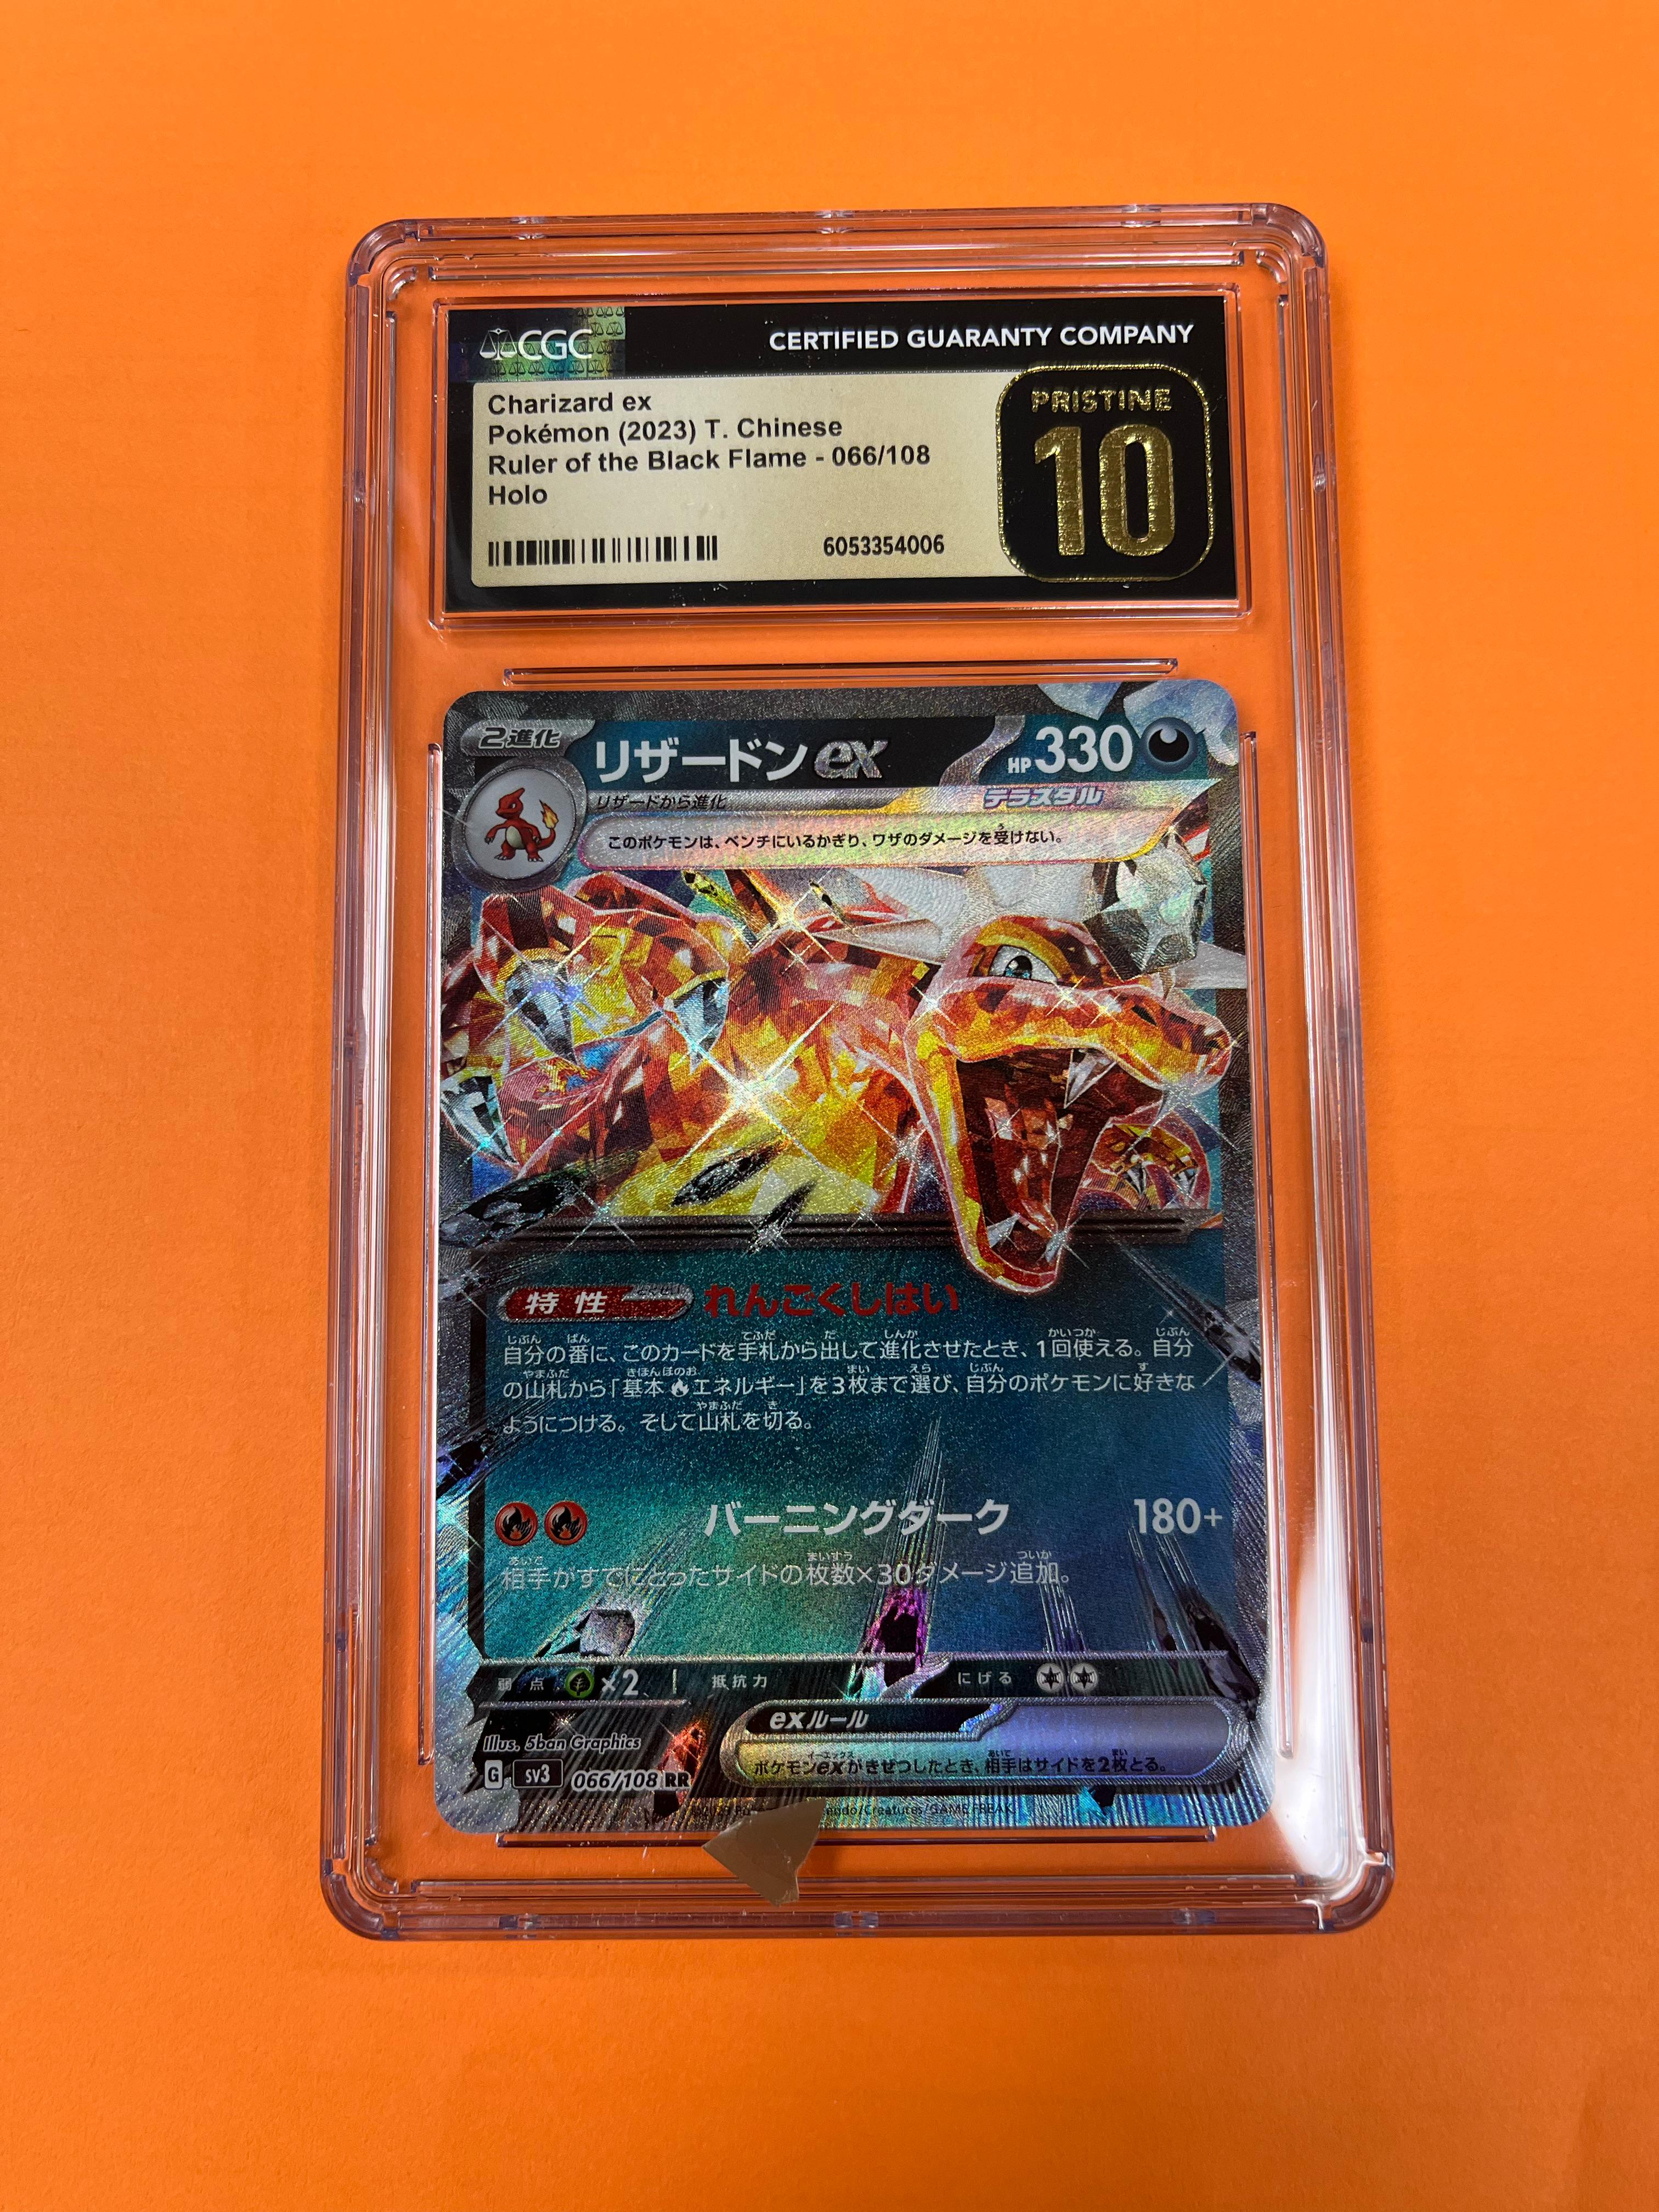 CGC
CERTIFIED GUARANTY COMPANY
Charizard ex
Pokémon (2023) T. Chinese
Ruler of the Black Flame - 066/108
Holo
6053354006
PRISTINE
10
2進化
リザードンex
HP330
リザードから進化
テラスタル
このポケモンは、ベンチにいるかぎり、ワザのダメージを受けない。
特性 れんごくしはい
自分の番に、このカードを手札から出して進化させたとき、1回使える。自分
の山札から「基本エネルギー」を3枚まで選び、自分のポケモンに好きな
ようにつける。そして山札を切る。
バーニングダーク 180+
相手がすでにとったサイドの枚数×30ダメージ追加。
弱点 ×2 抵抗力 にげる
exルール
ポケモンexがきぜつしたとき、相手はサイドを2枚とる。
Illus. 5ban Graphics
G sv3 066/108 RR
/Creatures/GAME FREAK